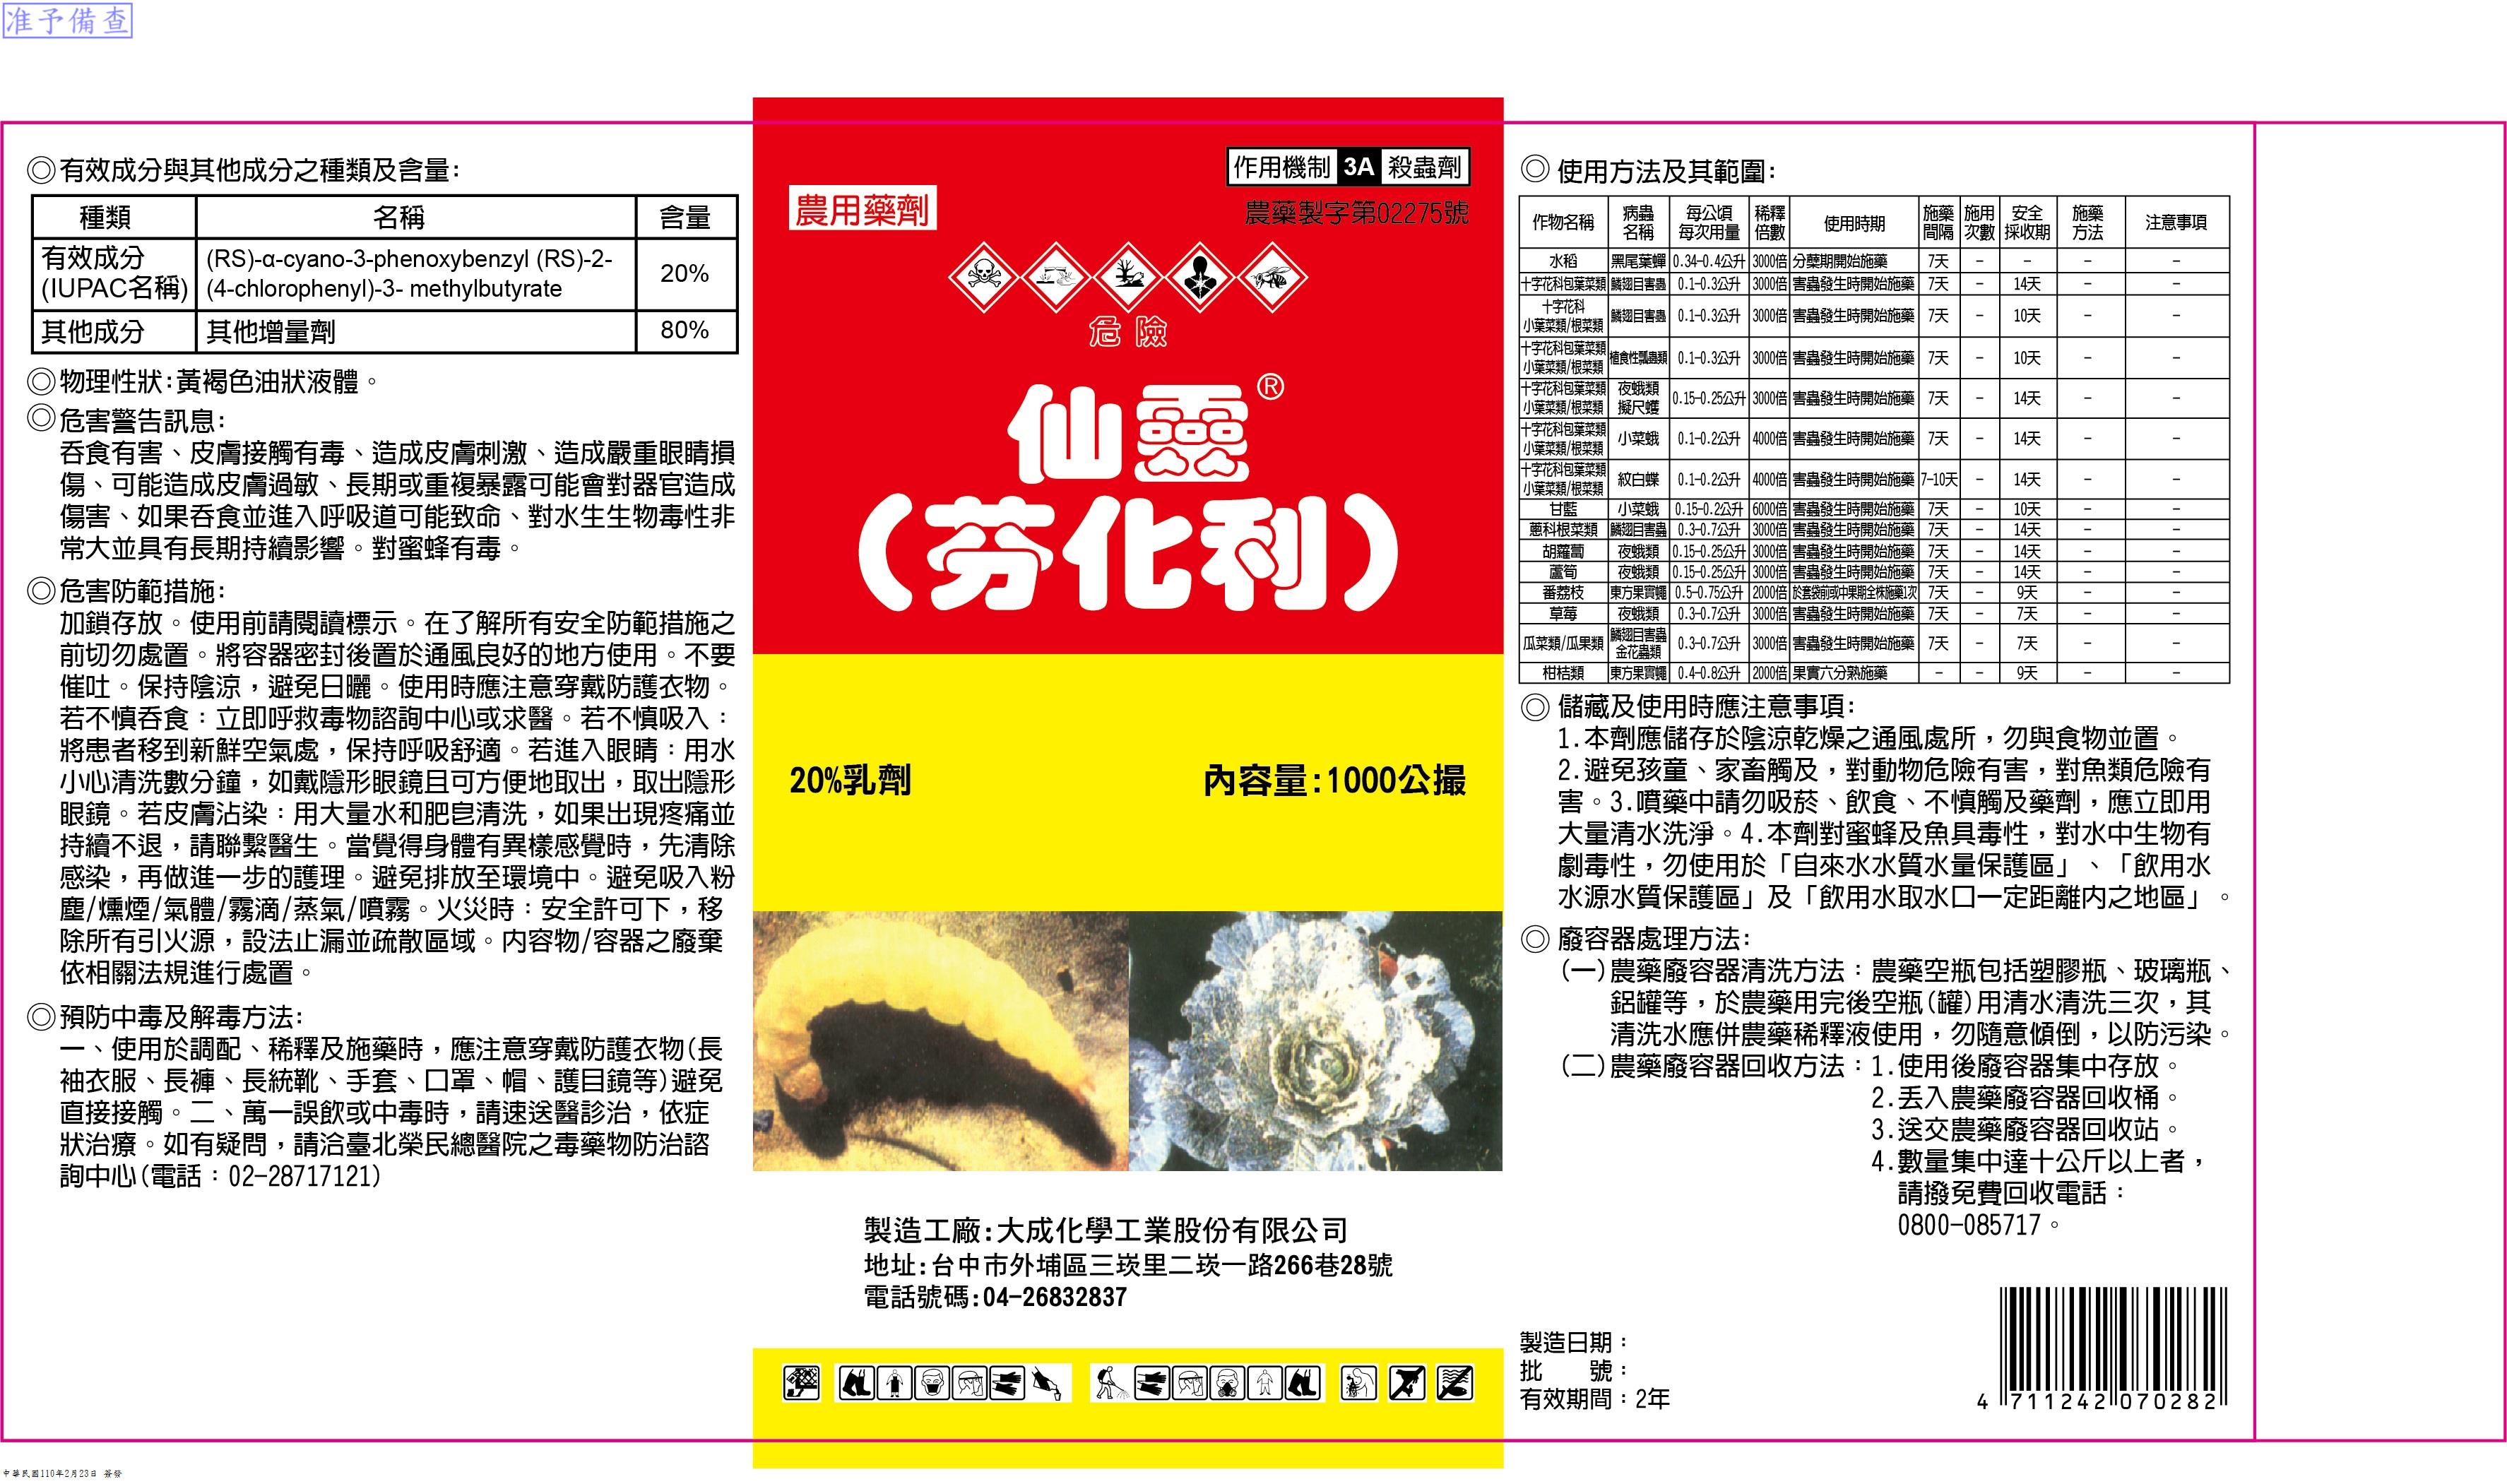 准予備查
◎有效成分與其他成分之種類及含量:
種類 名稱 含量
有效成分 (IUPAC名稱) (RS)-α-cyano-3-phenoxybenzyl (RS)-2- 20%
(4-chlorophenyl)-3- methylbutyrate
其他成分 其他增量劑 80%
◎物理性狀:黃褐色油狀液體。
◎危害警告訊息:
吞食有害、皮膚接觸有毒、造成皮膚刺激、造成嚴重眼睛損
傷、可能造成皮膚過敏、長期或重複暴露可能會對器官造成
傷害、如果吞食並進入呼吸道可能致命、對水生生物毒性非
常大並具有長期持續影響。對蜜蜂有毒。
◎危害防範措施:
加鎖存放。使用前請閱讀標示。在了解所有安全防範措施之
前切勿處置。將容器密封後置於通風良好的地方使用。不要
催吐。保持陰涼，避免日曬。使用時應注意穿戴防護衣物。
若不慎吞食：立即呼救毒物諮詢中心或求醫。若不慎吸入：
將患者移到新鮮空氣處，保持呼吸舒適。若進入眼睛：用水
小心清洗數分鐘，如戴隱形眼鏡且可方便地取出，取出隱形
眼鏡。若皮膚沾染：用大量水和肥皂清洗，如果出現疼痛並
持續不退，請聯繫醫生。當覺得身體有異樣感覺時，先清除
感染，再做進一步的護理。避免排放至環境中。避免吸入粉
塵/燻煙/氣體/霧滴/蒸氣/噴霧。火災時：安全許可下，移
除所有引火源，設法止漏並疏散區域。內容物/容器之廢棄
依相關法規進行處置。
◎預防中毒及解毒方法:
一、使用於調配、稀釋及施藥時，應注意穿戴防護衣物(長
袖衣服、長褲、長統靴、手套、口罩、帽、護目鏡等)避免
直接接觸。二、萬一誤飲或中毒時，請速送醫診治，依症
狀治療。如有疑問，請洽臺北榮民總醫院之毒藥物防治諮
詢中心(電話：02-28717121)
作用機制 3A 殺蟲劑
農用藥劑
農藥製字第02275號
危險
仙靈®
(芬化利)
20%乳劑 內容量:1000公撮
製造工廠:大成化學工業股份有限公司
地址:台中市外埔區三崁里二崁一路266巷28號
電話號碼:04-26832837
◎ 使用方法及其範圍:
作物名稱 病蟲名稱 每公頃每次用量 稀釋倍數 使用時期 施藥間隔 施用次數 安全採收期 施藥方法 注意事項
水稻 黑尾葉蟬 0.34-0.4公升 3000倍 分蘗期開始施藥 7天 - - - -
十字花科包葉菜類 鱗翅目害蟲 0.1-0.3公升 3000倍 害蟲發生時開始施藥 7天 - 14天 - -
十字花科小葉菜類/根菜類 鱗翅目害蟲 0.1-0.3公升 3000倍 害蟲發生時開始施藥 7天 - 10天 - -
十字花科包葉菜類小葉菜類/根菜類 植食性瓢蟲類 0.1-0.3公升 3000倍 害蟲發生時開始施藥 7天 - 10天 - -
十字花科包葉菜類小葉菜類/根菜類 夜蛾類擬尺蠖 0.15-0.25公升 3000倍 害蟲發生時開始施藥 7天 - 14天 - -
十字花科包葉菜類小葉菜類/根菜類 小菜蛾 0.1-0.2公升 4000倍 害蟲發生時開始施藥 7天 - 14天 - -
十字花科包葉菜類小葉菜類/根菜類 紋白蝶 0.1-0.2公升 4000倍 害蟲發生時開始施藥 7-10天 - 14天 - -
甘藍 小菜蛾 0.15-0.2公升 6000倍 害蟲發生時開始施藥 7天 - 10天 - -
蔥科根菜類 鱗翅目害蟲 0.3-0.7公升 3000倍 害蟲發生時開始施藥 7天 - 14天 - -
胡蘿蔔 夜蛾類 0.15-0.25公升 3000倍 害蟲發生時開始施藥 7天 - 14天 - -
蘆筍 夜蛾類 0.15-0.25公升 3000倍 害蟲發生時開始施藥 7天 - 14天 - -
番荔枝 東方果實蠅 0.5-0.75公升 2000倍 於套袋前或中果期全株施藥1次 7天 - 9天 - -
草莓 夜蛾類 0.3-0.7公升 3000倍 害蟲發生時開始施藥 7天 - 7天 - -
瓜菜類/瓜果類 鱗翅目害蟲金花蟲類 0.3-0.7公升 3000倍 害蟲發生時開始施藥 7天 - 7天 - -
柑桔類 東方果實蠅 0.4-0.8公升 2000倍 果實六分熟施藥 - - 9天 - -
◎ 儲藏及使用時應注意事項:
1.本劑應儲存於陰涼乾燥之通風處所，勿與食物並置。
2.避免孩童、家畜觸及，對動物危險有害，對魚類危險有
害。3.噴藥中請勿吸菸、飲食、不慎觸及藥劑，應立即用
大量清水洗淨。4.本劑對蜜蜂及魚具毒性，對水中生物有
劇毒性，勿使用於「自來水水質水量保護區」、「飲用水
水源水質保護區」及「飲用水取水口一定距離內之地區」。
◎ 廢容器處理方法:
(一)農藥廢容器清洗方法：農藥空瓶包括塑膠瓶、玻璃瓶、
鋁罐等，於農藥用完後空瓶(罐)用清水清洗三次，其
清洗水應併農藥稀釋液使用，勿隨意傾倒，以防污染。
(二)農藥廢容器回收方法：1.使用後廢容器集中存放。
2.丟入農藥廢容器回收桶。
3.送交農藥廢容器回收站。
4.數量集中達十公斤以上者，
請撥免費回收電話：
0800-085717。
製造日期：
批　號：
有效期間：2年
4 711242 070282
中華民國110年2月23日 簽發